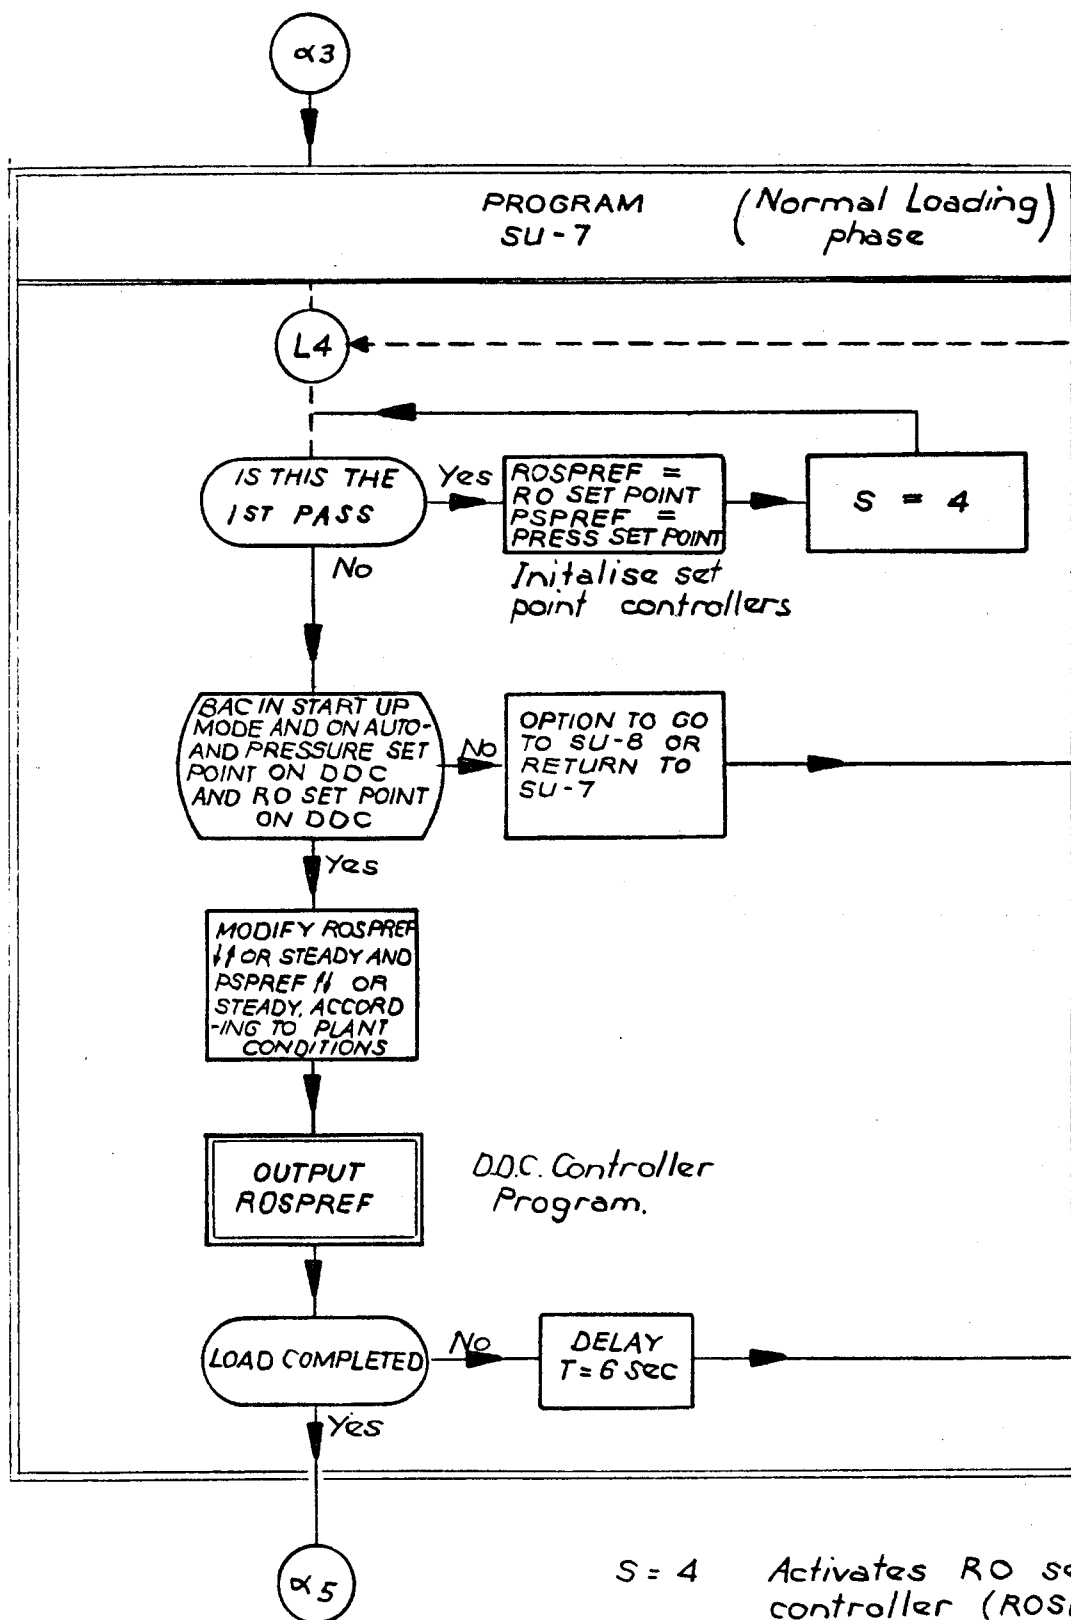 α3
PROGRAM
SU-7
(Normal Loading)
phase
L4
IS THIS THE
1ST PASS
Yes
ROSPREF =
RO SET POINT
PSPREF =
PRESS SET POINT
S = 4
No
Initalise set
point controllers
BAC IN START UP
MODE AND ON AUTO-
AND PRESSURE SET
POINT ON DDC
AND RO SET POINT
ON DDC
No
OPTION TO GO
TO SU-8 OR
RETURN TO
SU-7
Yes
MODIFY ROSPREF
↓↑ OR STEADY AND
PSPREF ↑↓ OR
STEADY, ACCORD
-ING TO PLANT
CONDITIONS
OUTPUT
ROSPREF
D.D.C. Controller
Program.
LOAD COMPLETED
No
DELAY
T = 6 sec
Yes
α5
S = 4 Activates RO
controller